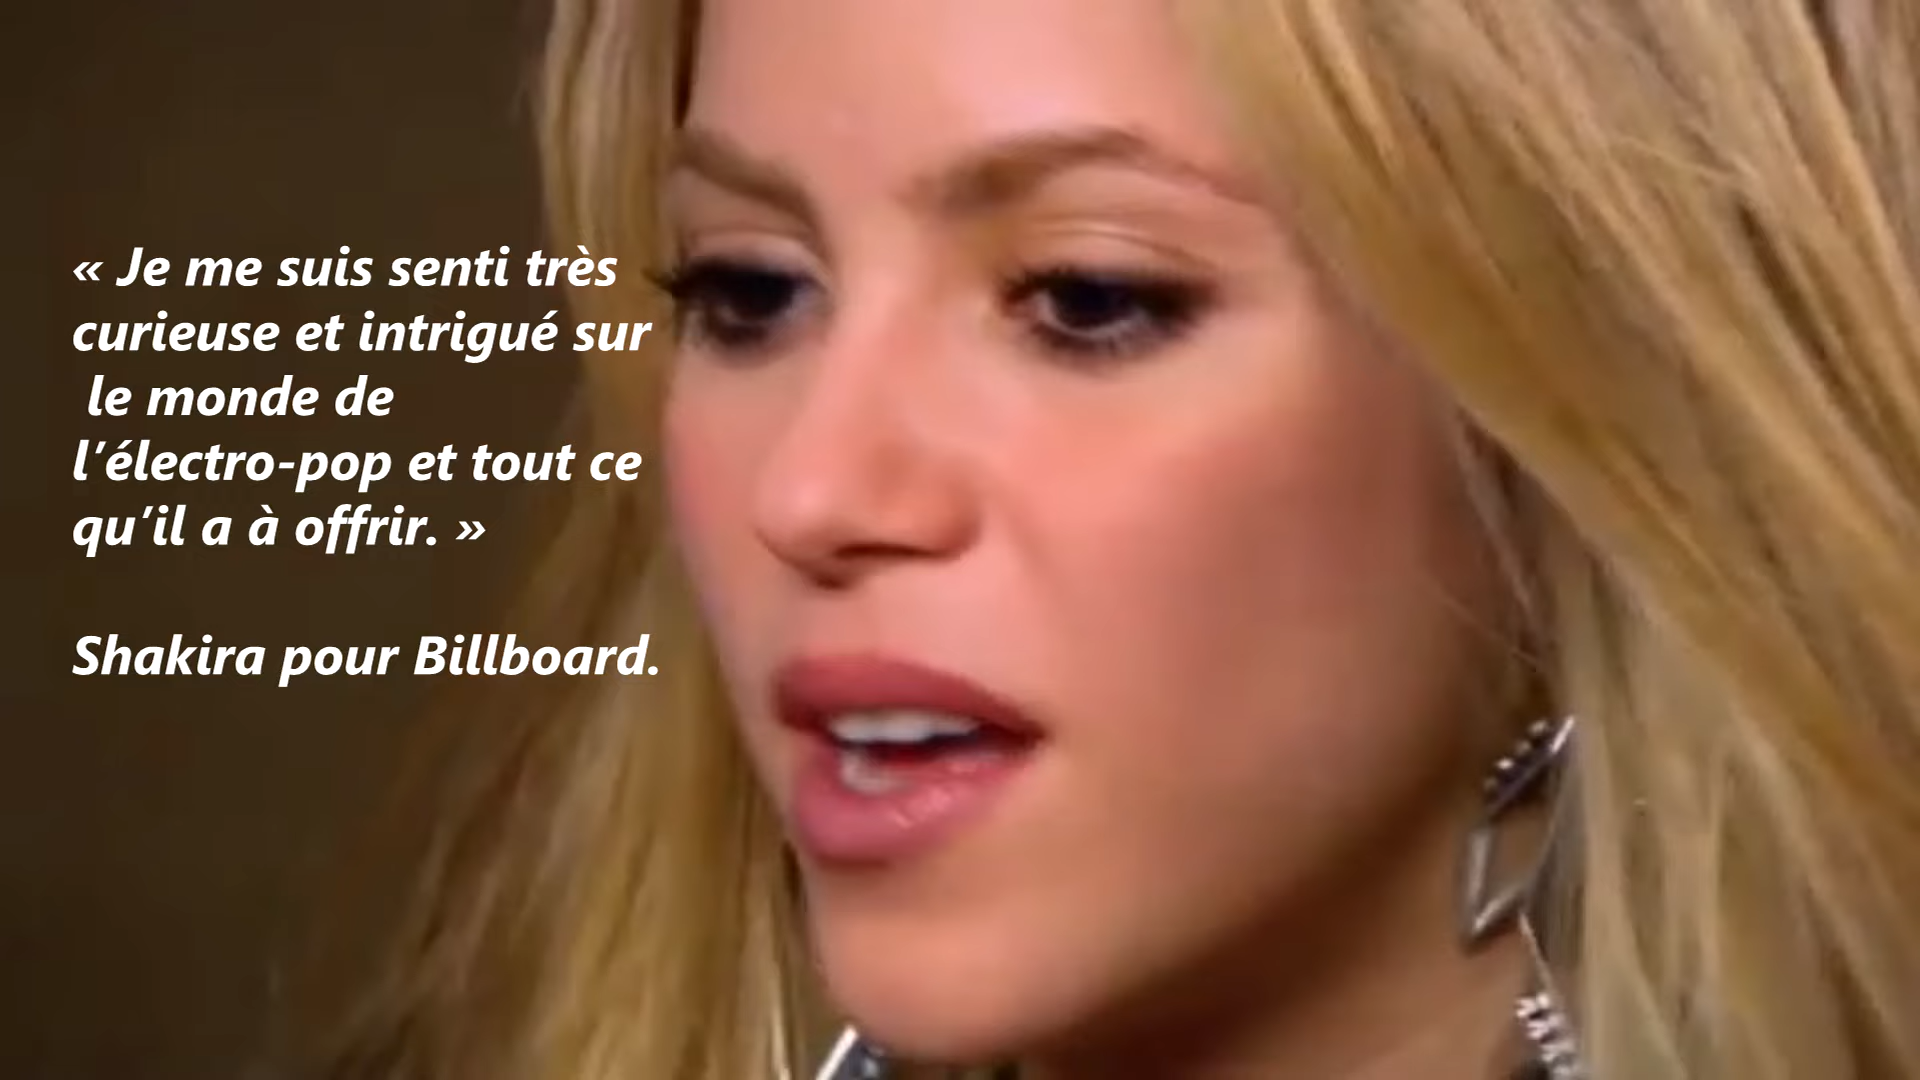 « Je me suis senti très
curieuse et intrigué sur
le monde de
l’électro-pop et tout ce
qu’il a à offrir. »
Shakira pour Billboard.